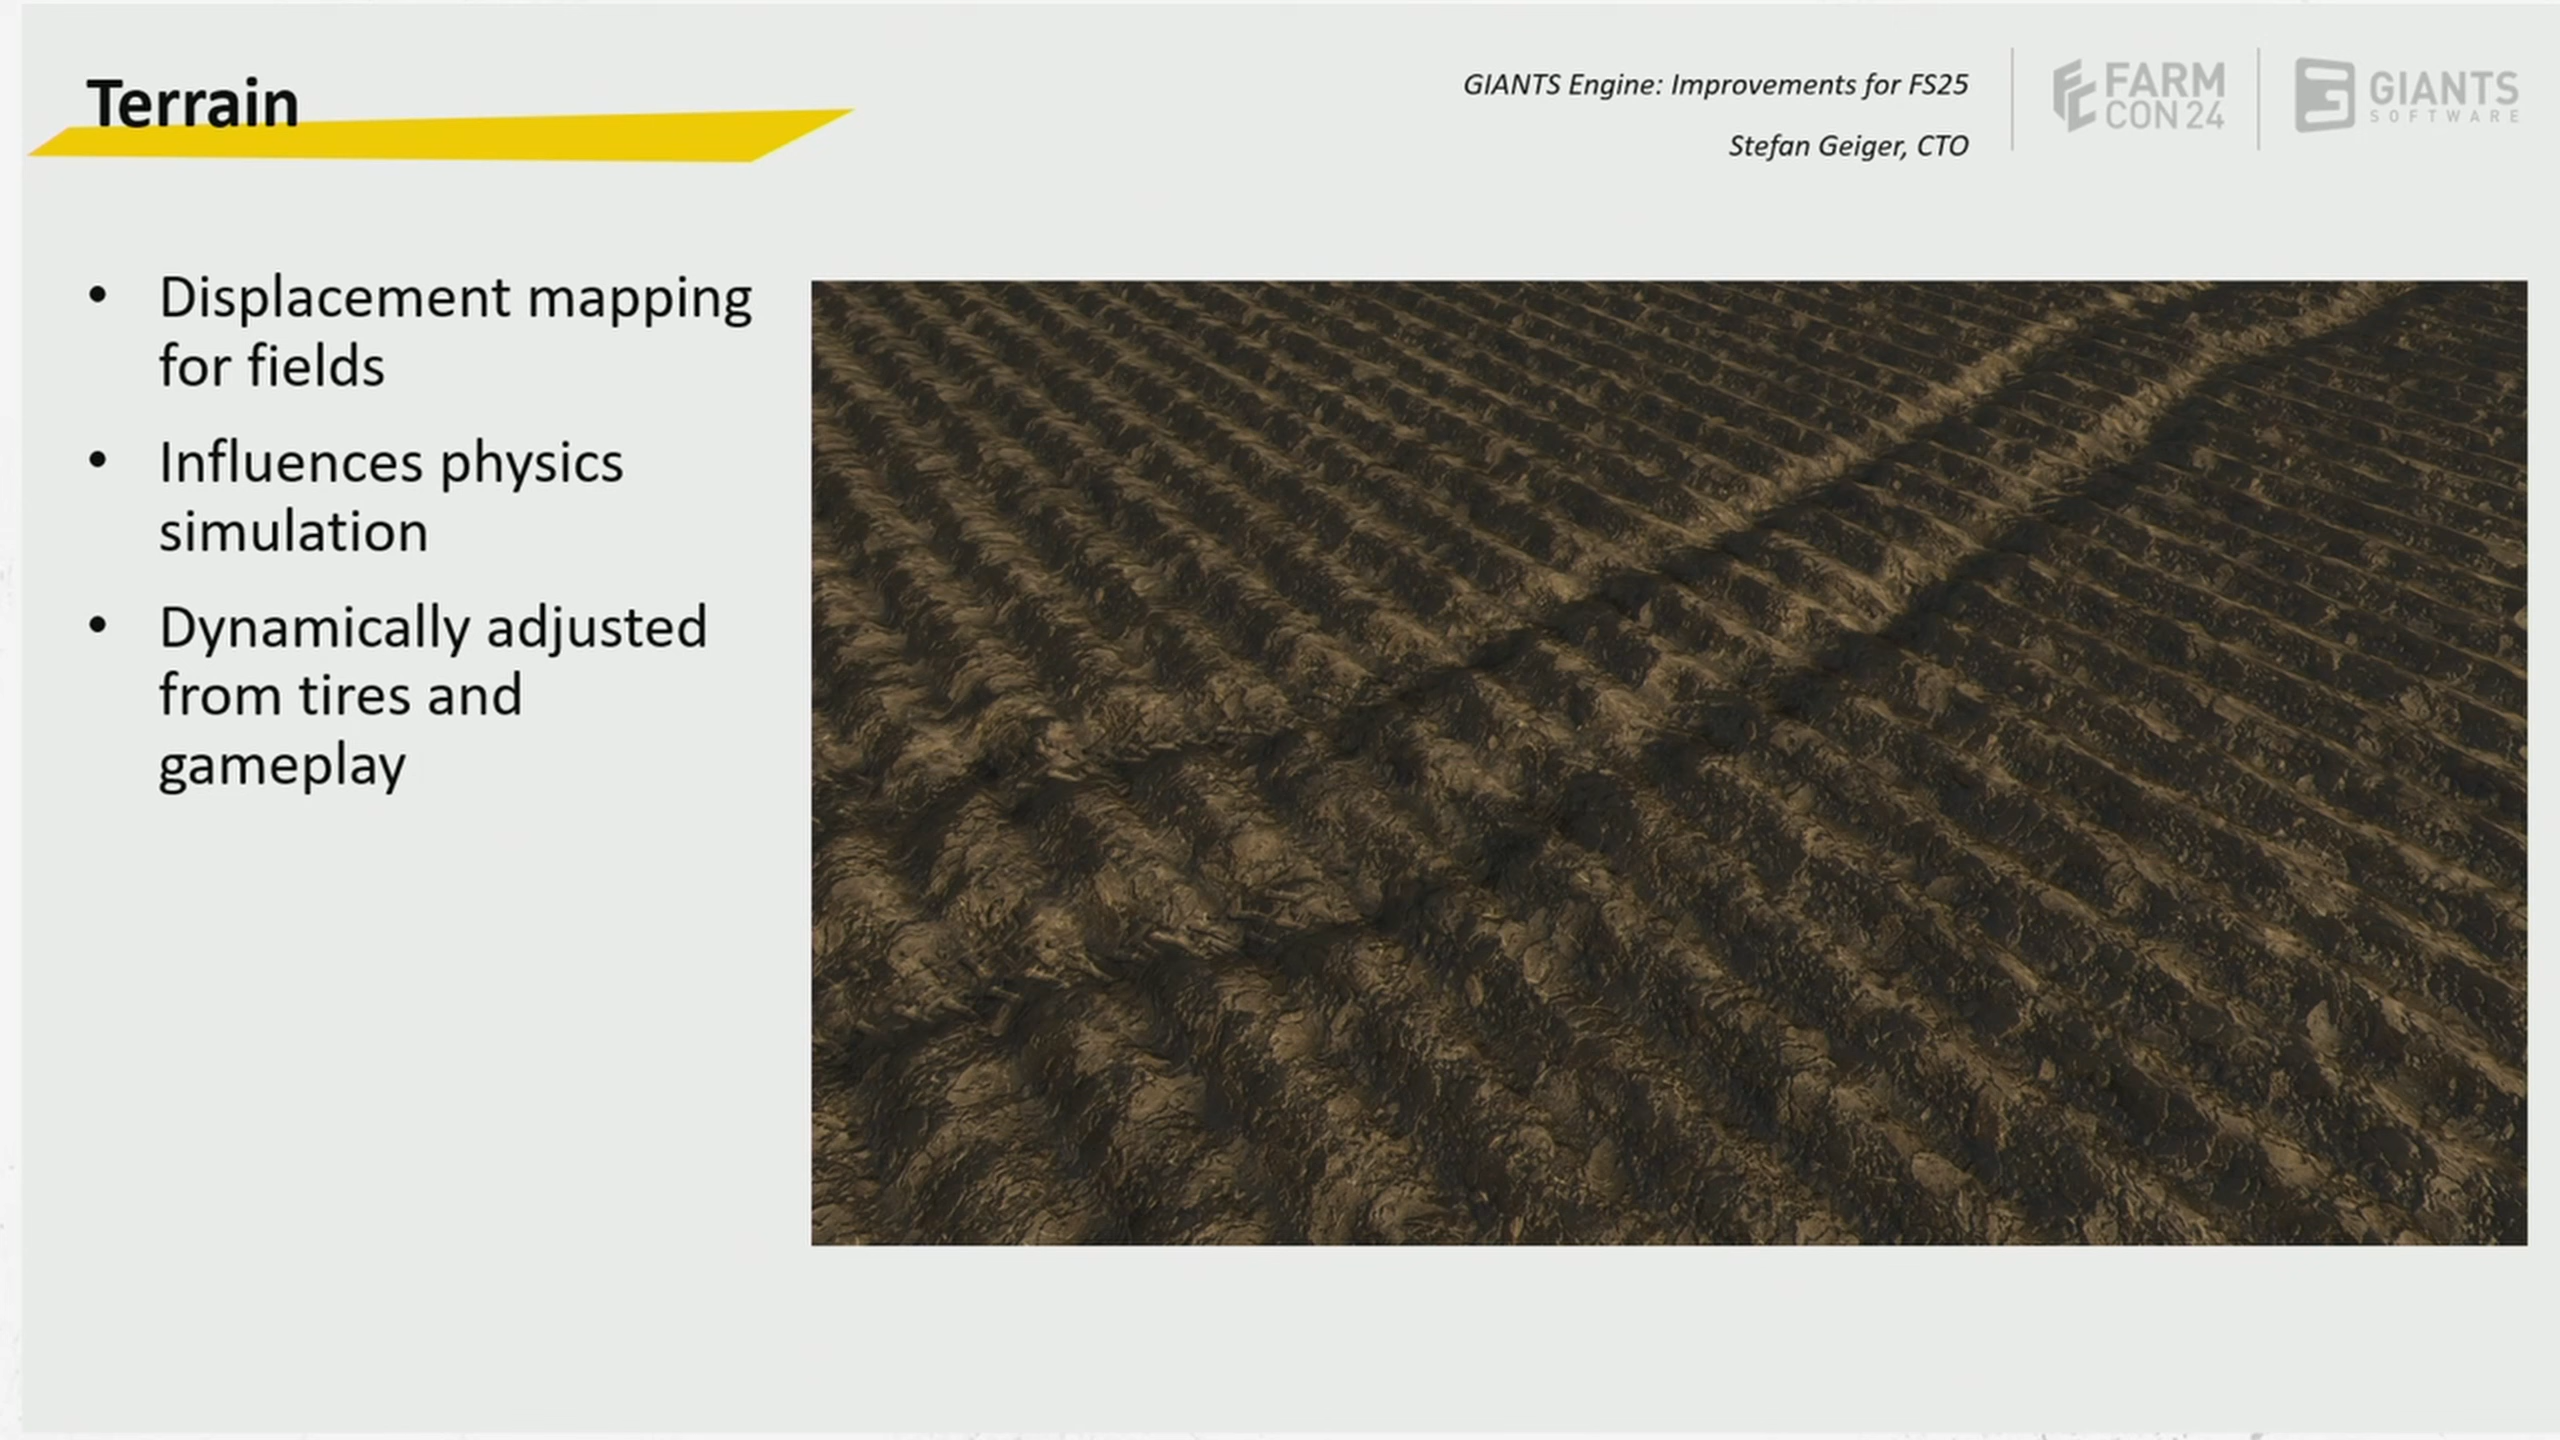 Terrain
GIANTS Engine: Improvements for FS25
Stefan Geiger, CTO
FARM
CON 24
GIANTS
SOFTWARE
• Displacement mapping
for fields
• Influences physics
simulation
• Dynamically adjusted
from tires and
gameplay